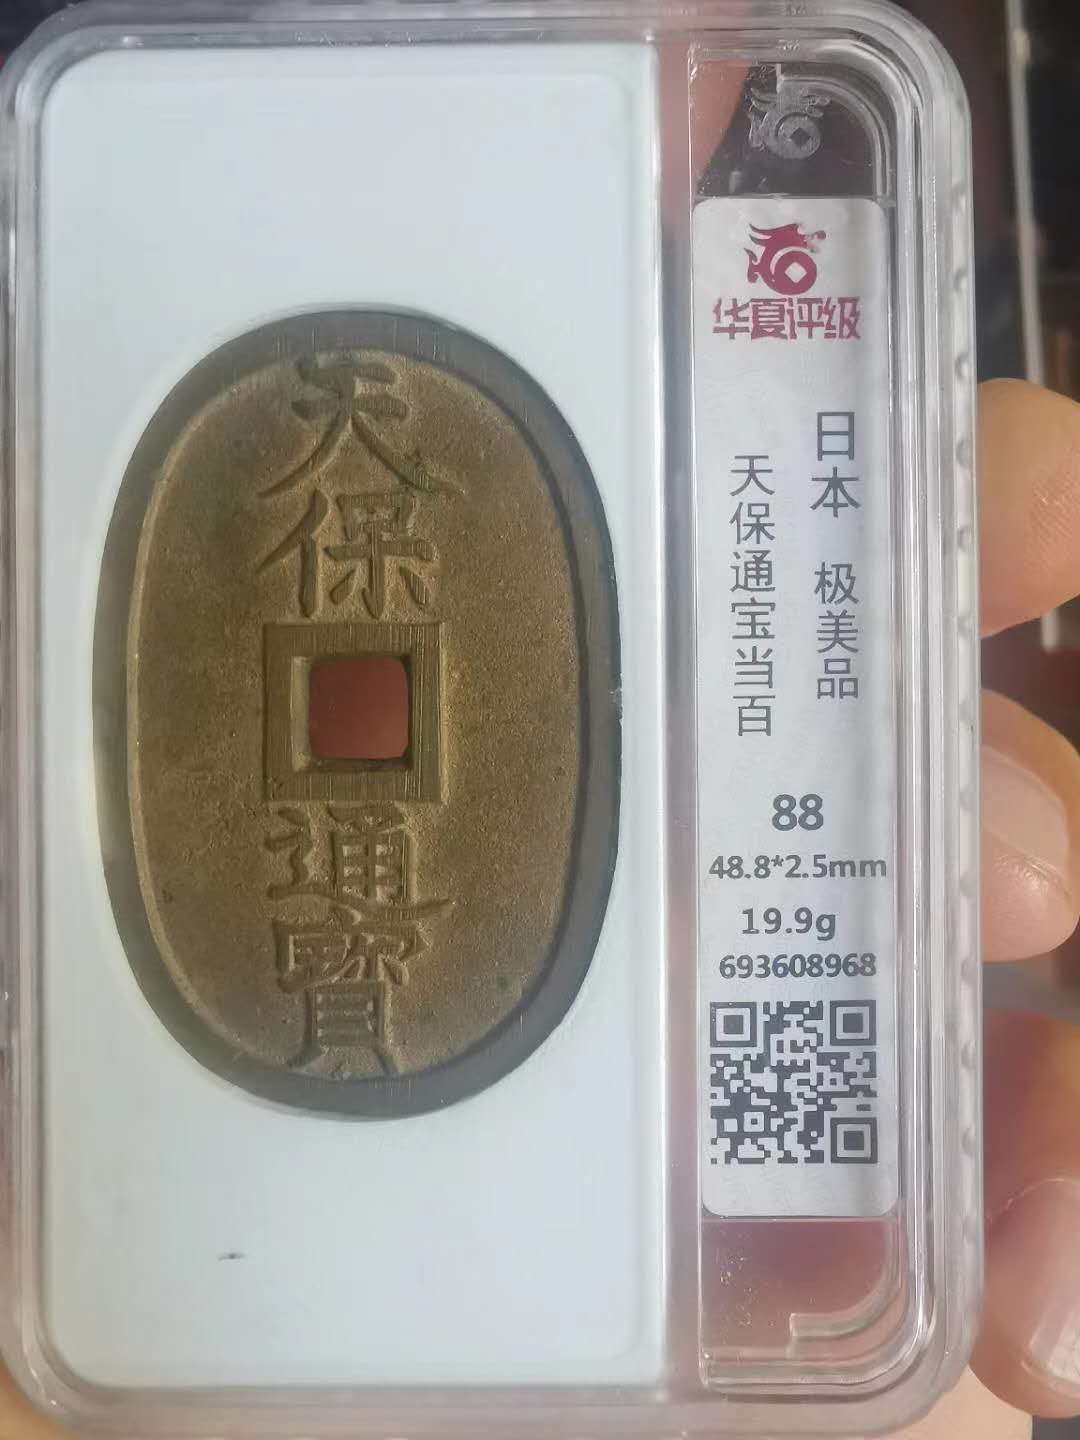 天保
通寳
华夏评级
日本 极美品
天保通宝当百
88
48.8*2.5mm
19.9g
693608968